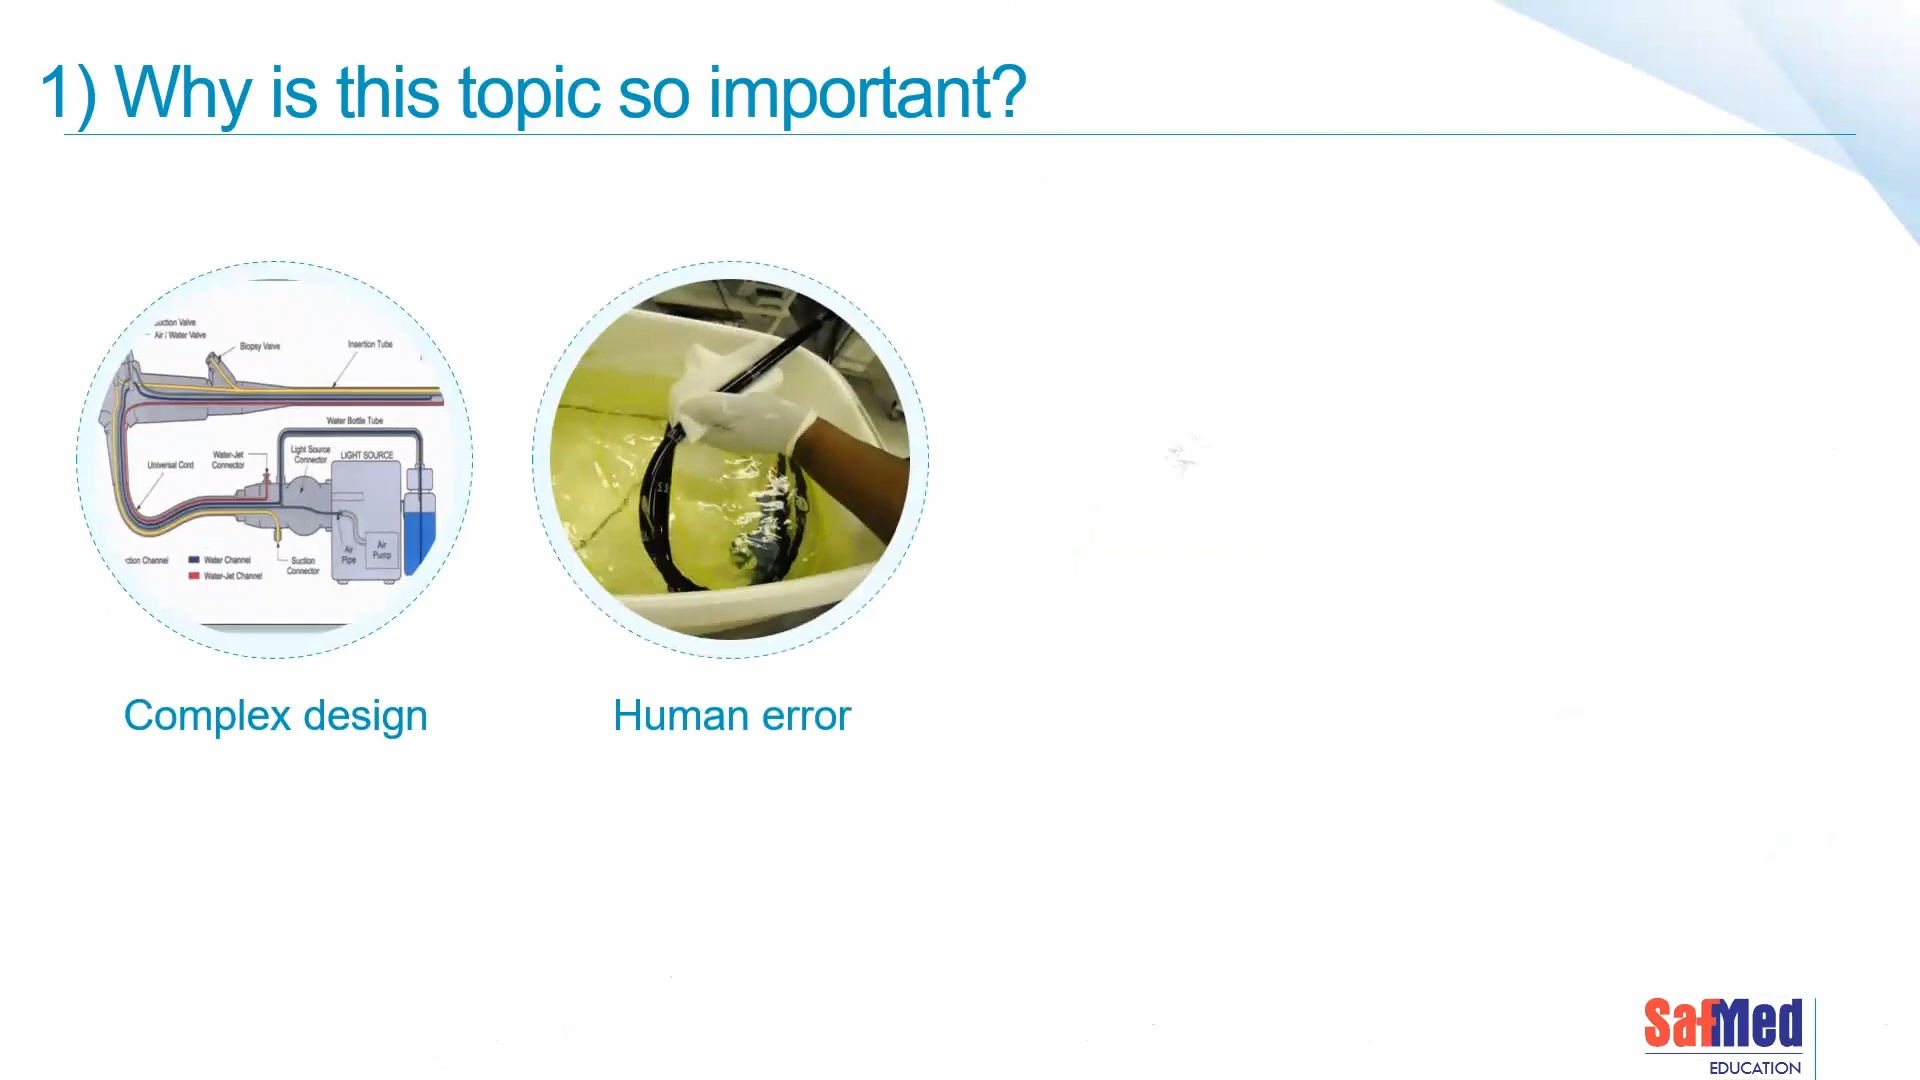 1) Why is this topic so important?
Suction Valve
Air / Water Valve
Biopsy Valve
Insertion Tube
Water Bottle Tube
Light Source
Connector
LIGHT SOURCE
Water-Jet
Connector
Universal Cord
Air
Pipe
Air
Pump
Channel
Water Channel
Water-Jet Channel
Suction
Connector
Complex design
Human error
SafMed
EDUCATION